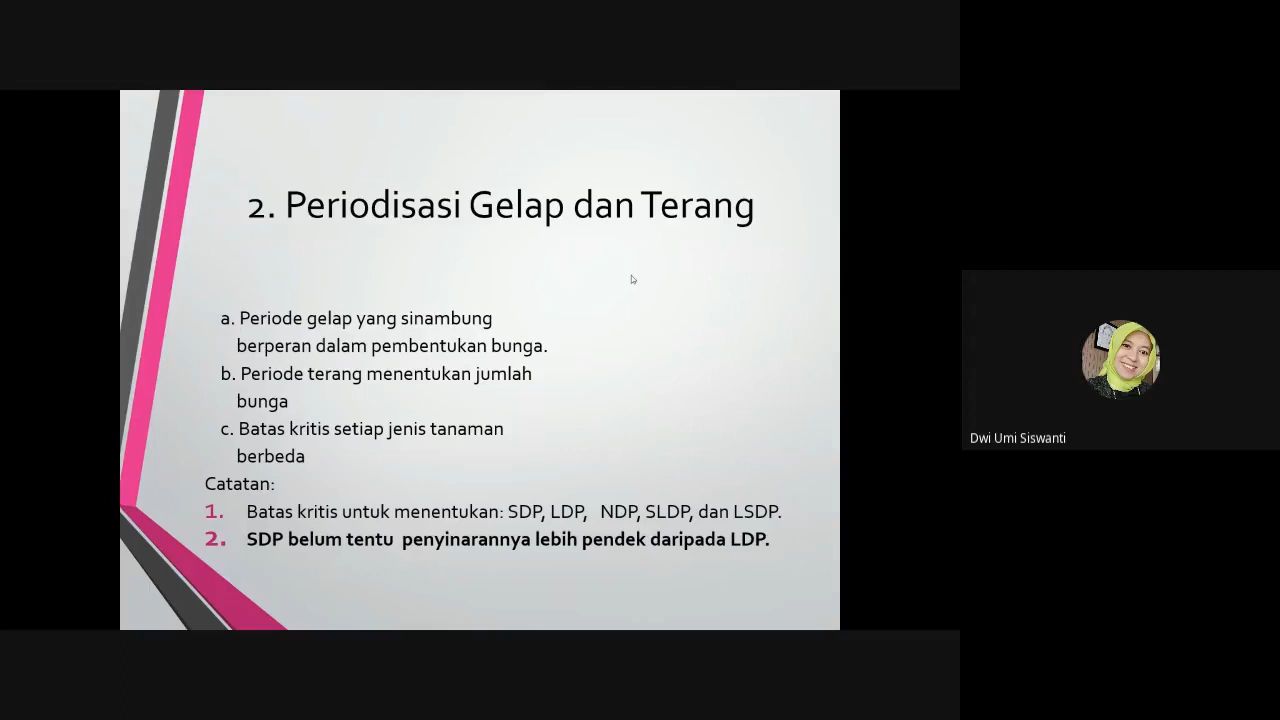 2. Periodisasi Gelap dan Terang
a. Periode gelap yang sinambung
berperan dalam pembentukan bunga.
b. Periode terang menentukan jumlah
bunga
c. Batas kritis setiap jenis tanaman
berbeda
Catatan:
1. Batas kritis untuk menentukan: SDP, LDP, NDP, SLDP, dan LSDP.
2. SDP belum tentu penyinarannya lebih pendek daripada LDP.
Dwi Umi Siswanti